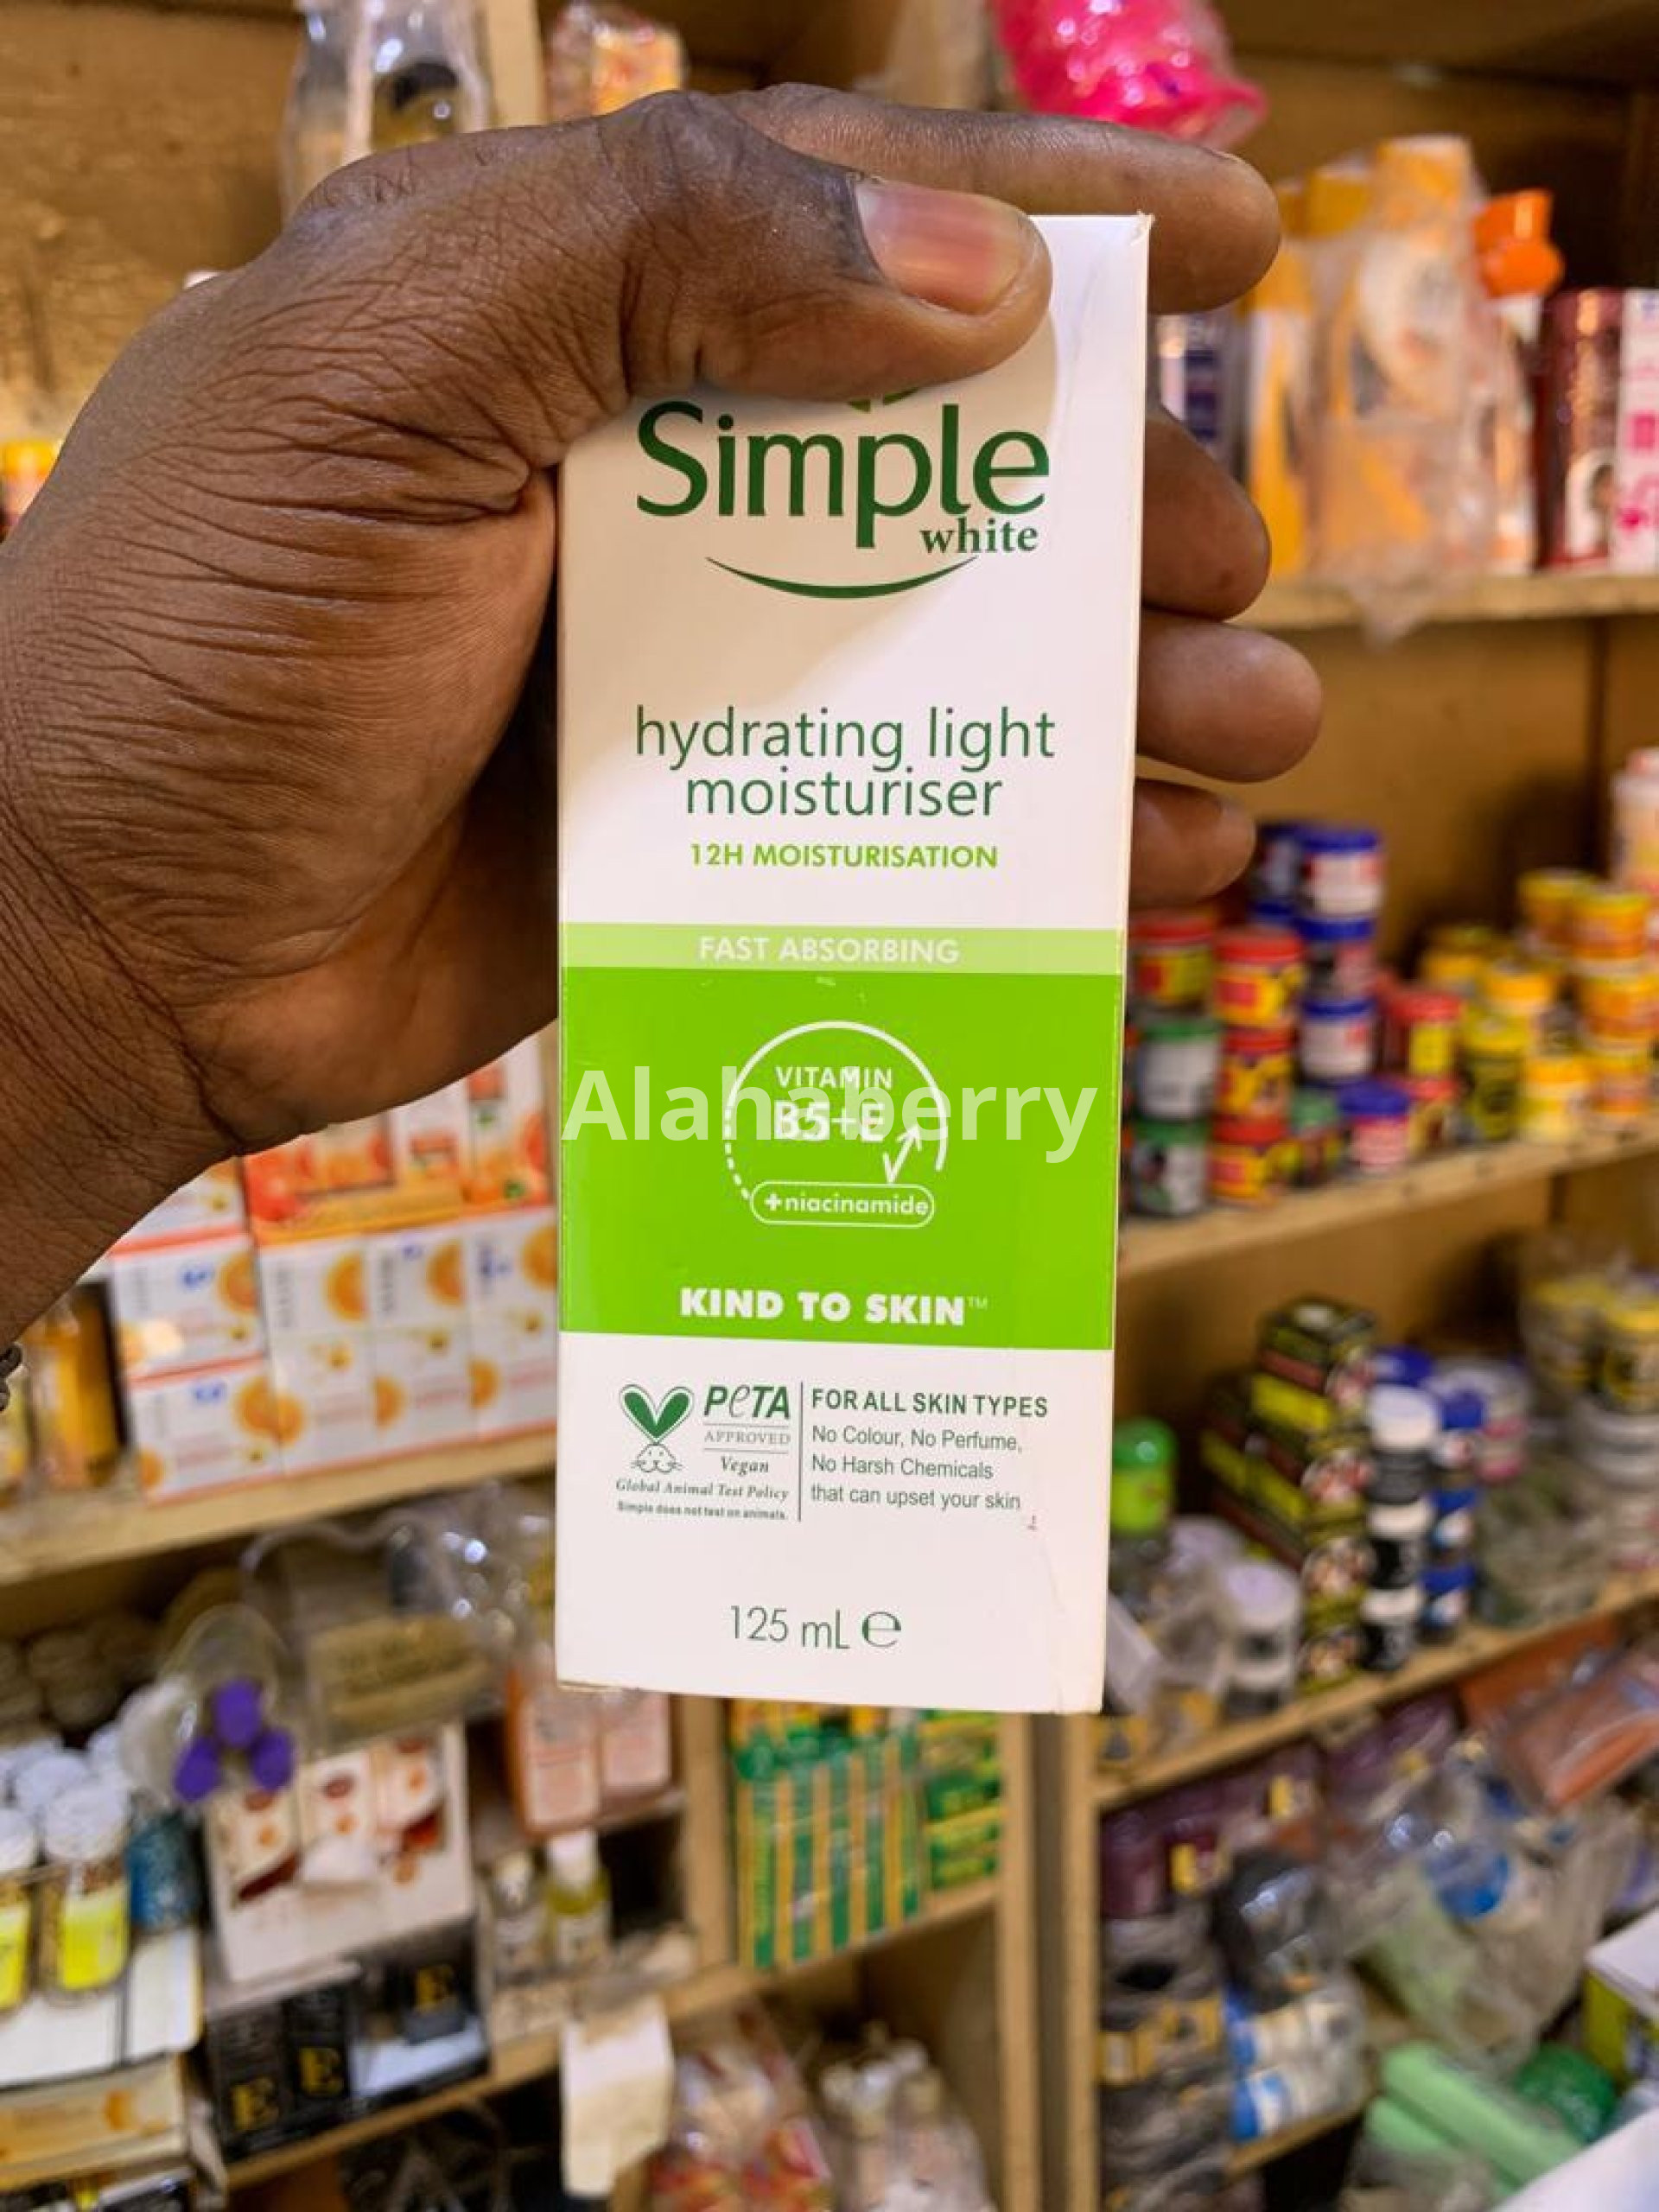 Simple
white
hydrating light
moisturiser
12H MOISTURISATION
FAST ABSORBING
VITAMIN
B5+E
+niacinamide
Alahaberry
KIND TO SKIN™
PeTA
APPROVED
Vegan
Global Animal Test Policy
Simple does not test on animals.
FOR ALL SKIN TYPES
No Colour, No Perfume,
No Harsh Chemicals
that can upset your skin
125 mL ℮
E
E
E